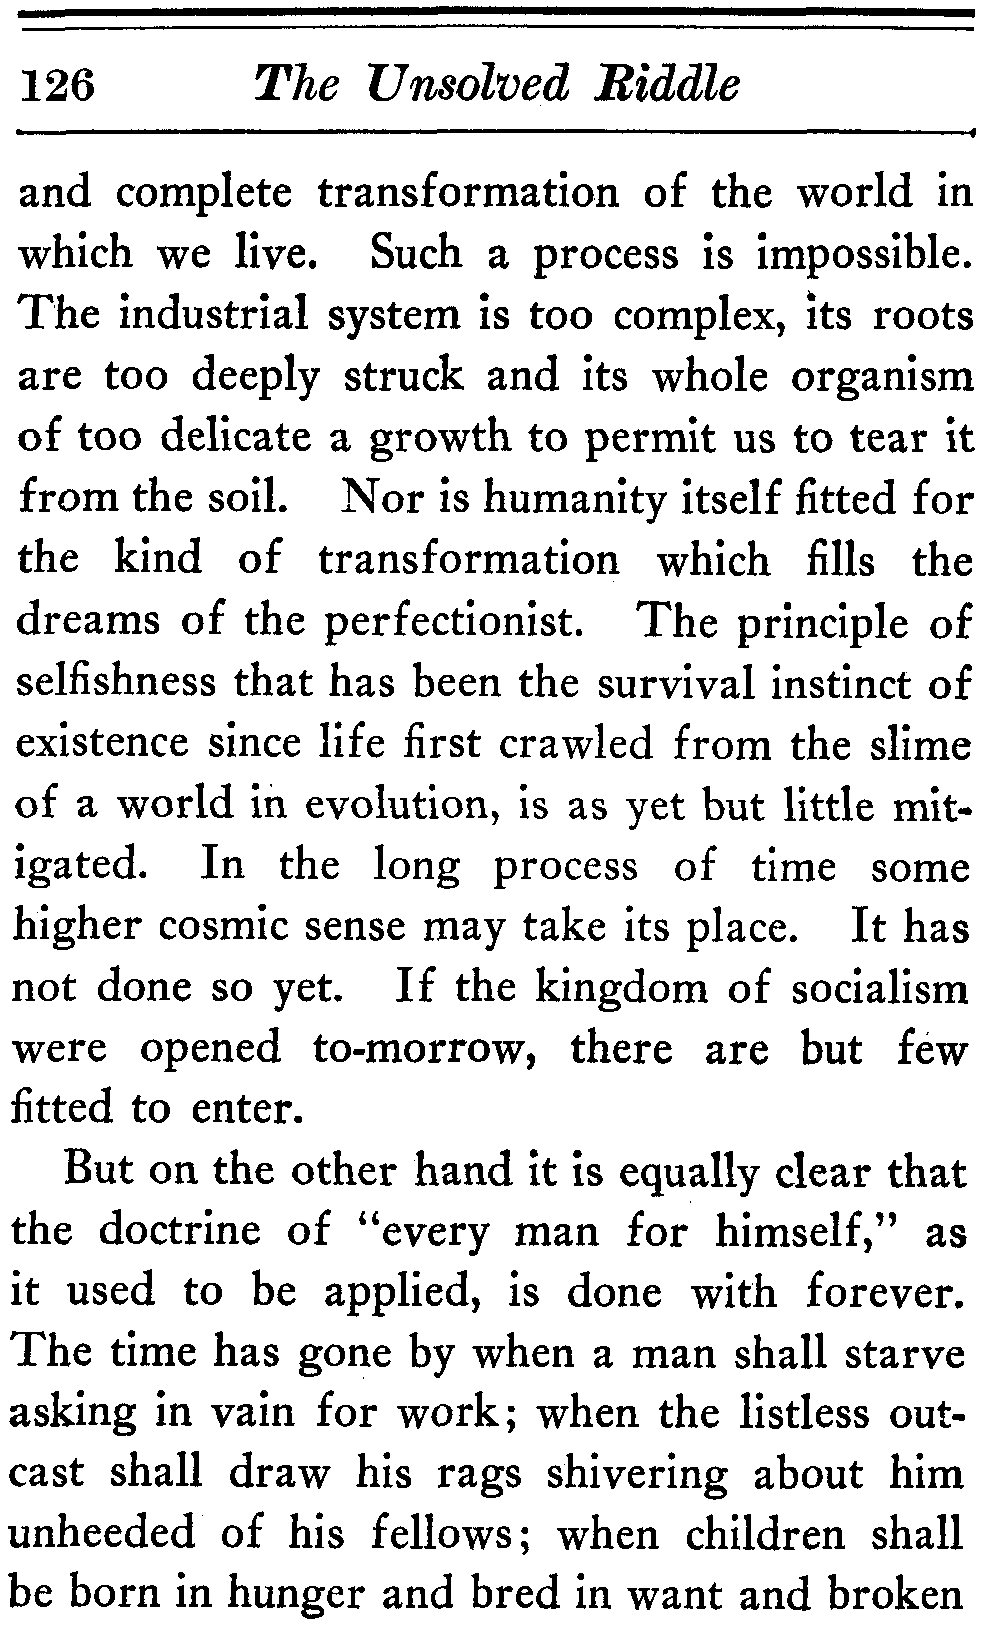 126 The Unsolved Riddle
and complete transformation of the world in
which we live. Such a process is impossible.
The industrial system is too complex, its roots
are too deeply struck and its whole organism
of too delicate a growth to permit us to tear it
from the soil. Nor is humanity itself fitted for
the kind of transformation which fills the
dreams of the perfectionist. The principle of
selfishness that has been the survival instinct of
existence since life first crawled from the slime
of a world in evolution, is as yet but little mit-
igated. In the long process of time some
higher cosmic sense may take its place. It has
not done so yet. If the kingdom of socialism
were opened to-morrow, there are but few
fitted to enter.
But on the other hand it is equally clear that
the doctrine of “every man for himself,” as
it used to be applied, is done with forever.
The time has gone by when a man shall starve
asking in vain for work; when the listless out-
cast shall draw his rags shivering about him
unheeded of his fellows; when children shall
be born in hunger and bred in want and broken